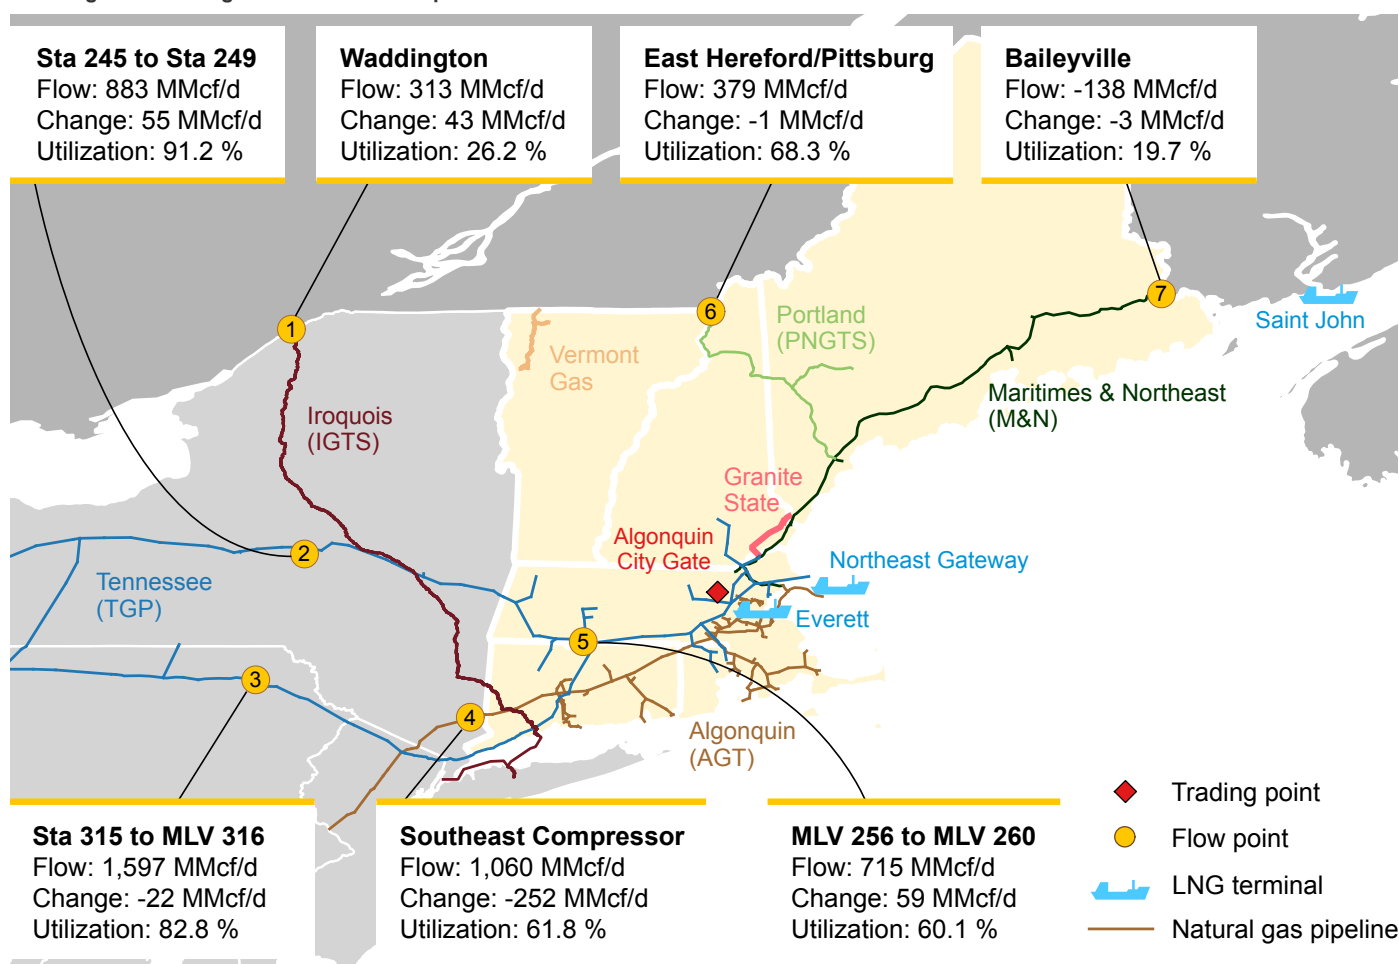 Sta 245 to Sta 249
Flow: 883 MMcf/d
Change: 55 MMcf/d
Utilization: 91.2 %
Waddington
Flow: 313 MMcf/d
Change: 43 MMcf/d
Utilization: 26.2 %
East Hereford/Pittsburg
Flow: 379 MMcf/d
Change: -1 MMcf/d
Utilization: 68.3 %
Baileyville
Flow: -138 MMcf/d
Change: -3 MMcf/d
Utilization: 19.7 %
1
6
7
Saint John
Portland
(PNGTS)
Vermont
Gas
Maritimes & Northeast
(M&N)
Iroquois
(IGTS)
Granite
State
Algonquin
City Gate
2
Northeast Gateway
Tennessee
(TGP)
Everett
5
3
4
Algonquin
(AGT)
Sta 315 to MLV 316
Flow: 1,597 MMcf/d
Change: -22 MMcf/d
Utilization: 82.8 %
Southeast Compressor
Flow: 1,060 MMcf/d
Change: -252 MMcf/d
Utilization: 61.8 %
MLV 256 to MLV 260
Flow: 715 MMcf/d
Change: 59 MMcf/d
Utilization: 60.1 %
Trading point
Flow point
LNG terminal
Natural gas pipeline